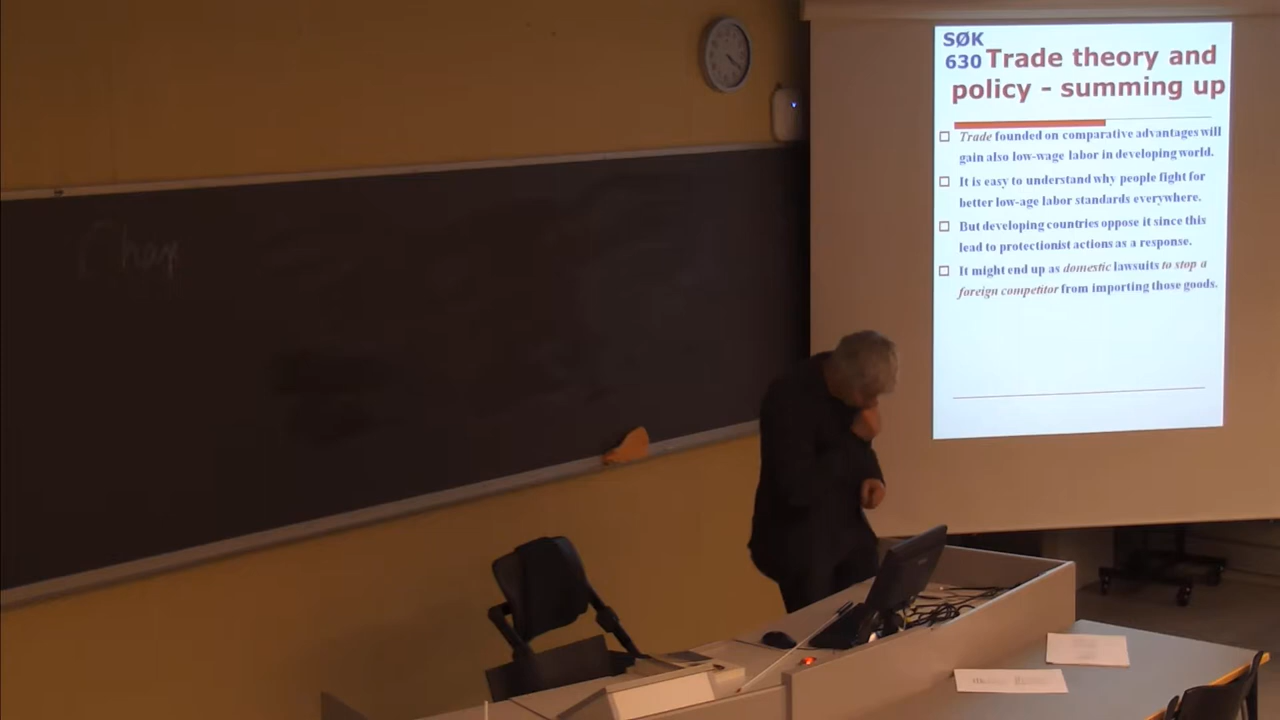 SØK
630 Trade theory and
policy - summing up
Trade founded on comparative advantages will
gain also low-wage labor in developing world.
It is easy to understand why people fight for
better low-age labor standards everywhere.
But developing countries oppose it since this
lead to protectionist actions as a response.
It might end up as domestic lawsuits to stop a
foreign competitor from importing those goods.